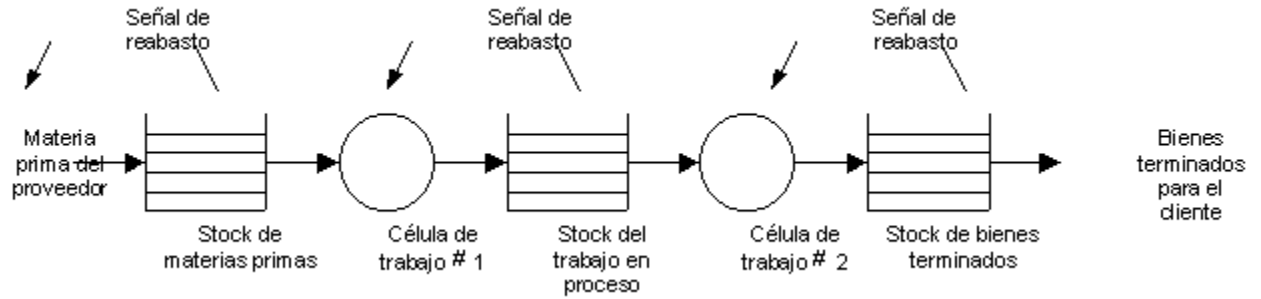 Señal de
reabasto
Señal de
reabasto
Señal de
reabasto
Materia
prima del
proveedor
Bienes
terminados
para el
cliente
Stock de
materias primas
Célula de
trabajo # 1
Stock del
trabajo en
proceso
Célula de
trabajo # 2
Stock de bienes
terminados